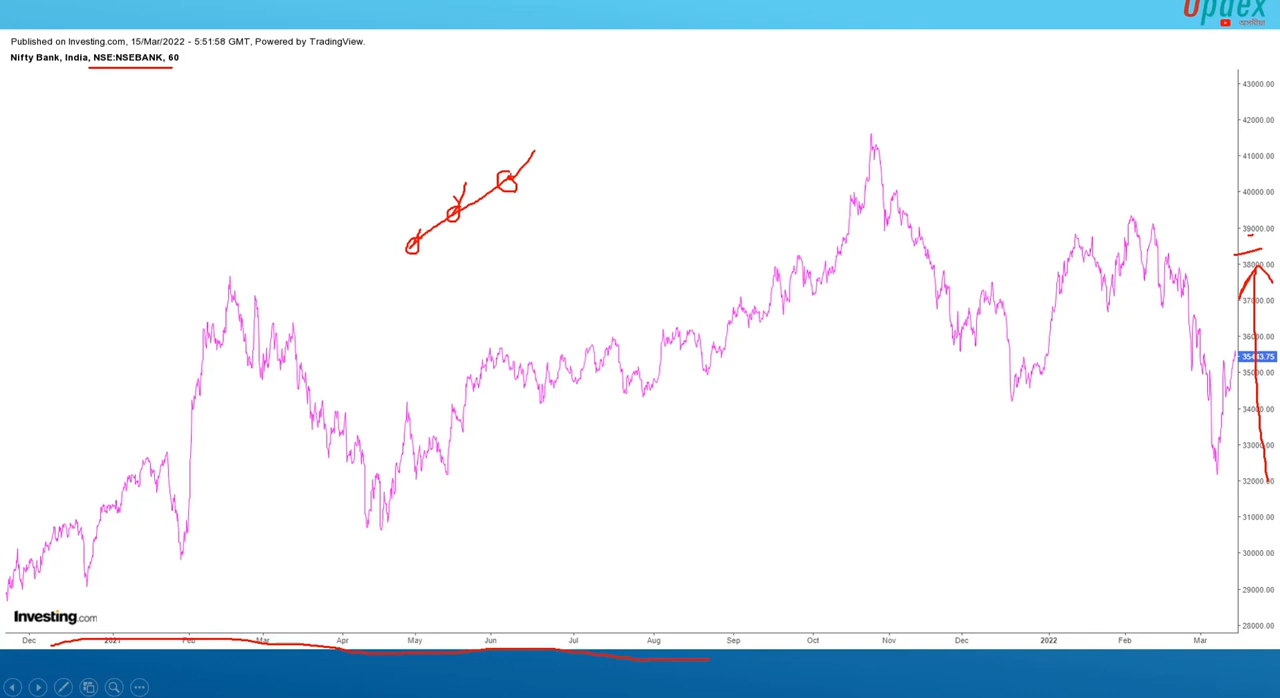 Updex
অসমীয়া
Published on Investing.com, 15/Mar/2022 - 5:51:58 GMT, Powered by TradingView.
Nifty Bank, India, NSE:NSEBANK, 60
43000.00
42000.00
41000.00
40000.00
39000.00
38000.00
37000.00
36000.00
35000.00
34000.00
33000.00
32000.00
31000.00
30000.00
29000.00
28000.00
Investing.com
Dec 2021 Feb Mar Apr May Jun Jul Aug Sep Oct Nov Dec 2022 Feb Mar